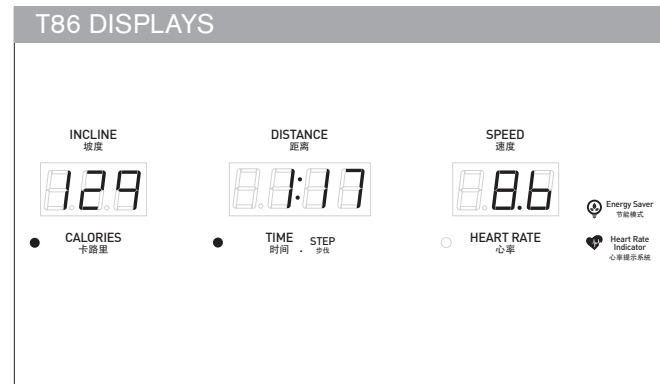 T86 DISPLAYS
INCLINE
坡度
DISTANCE
距离
SPEED
速度
129
1:17
8.6
Energy Saver
节能模式
CALORIES
卡路里
TIME
时间
.
STEP
步伐
HEART RATE
心率
Heart Rate
Indicator
心率提示系统